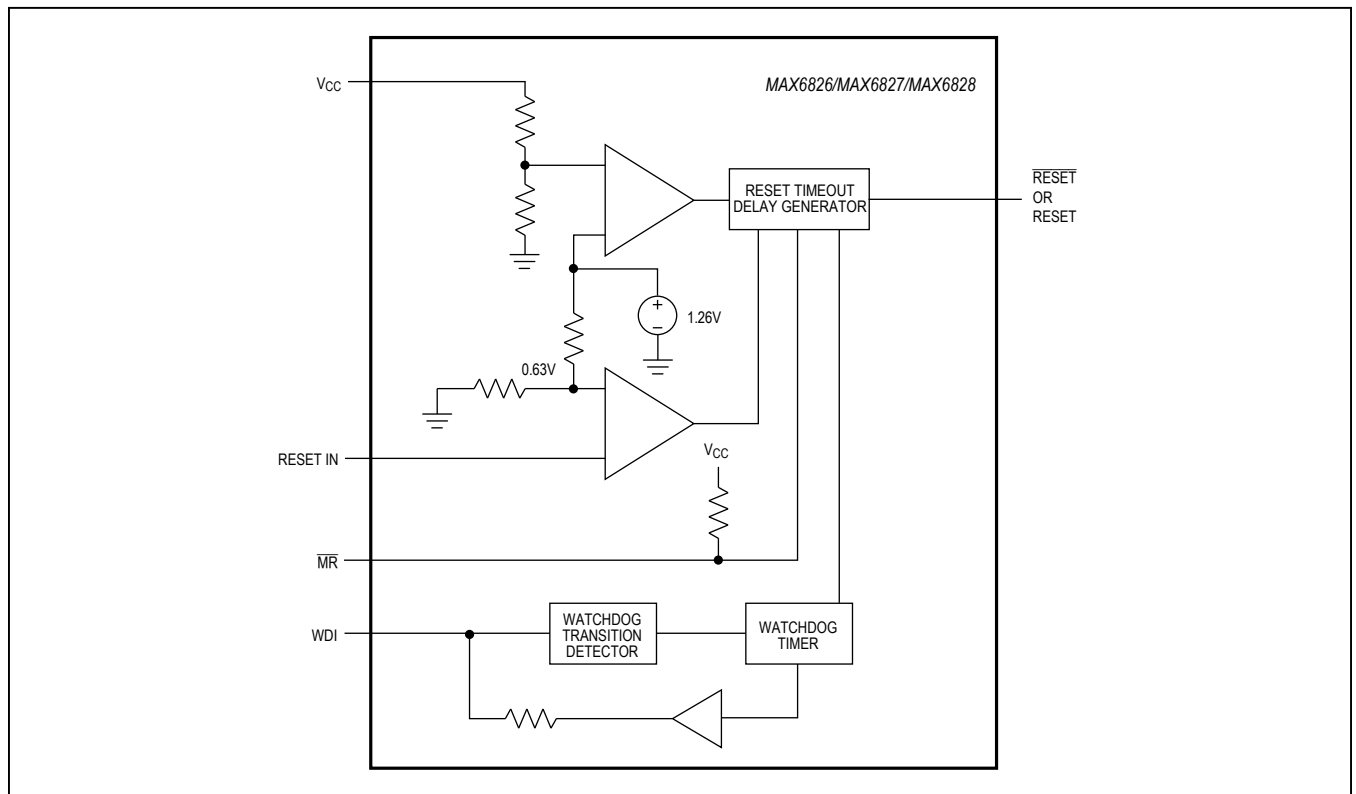 MAX6826/MAX6827/MAX6828
VCC
RESET TIMEOUT
DELAY GENERATOR
RESET
OR
RESET
+
−
1.26V
0.63V
RESET IN
VCC
MR
WDI
WATCHDOG
TRANSITION
DETECTOR
WATCHDOG
TIMER